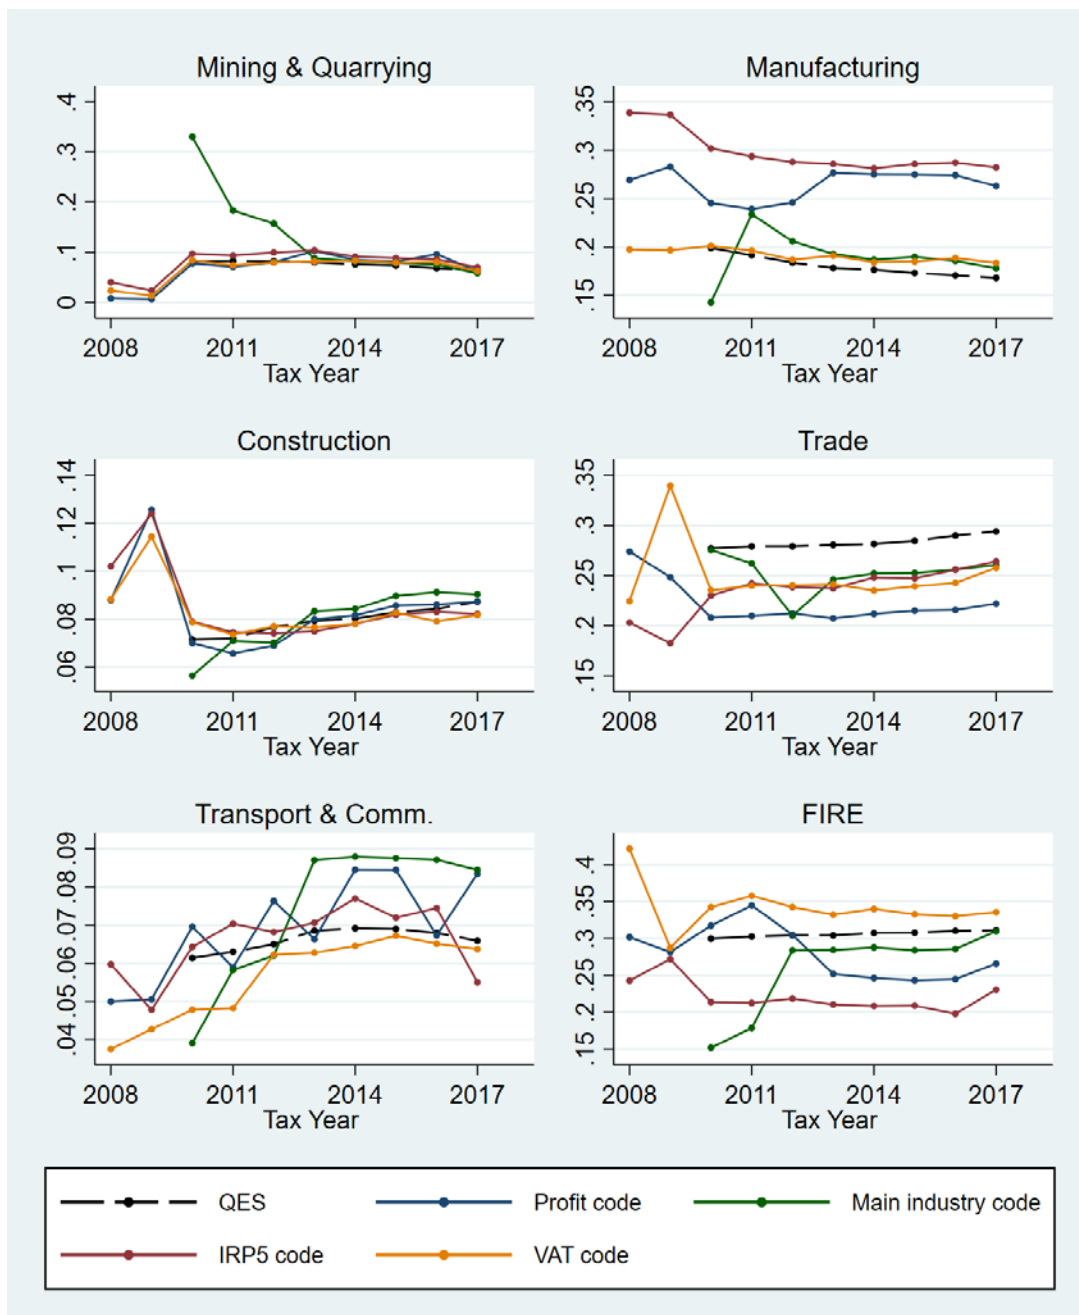 Mining & Quarrying
.4
.3
.2
.1
0
2008 2011 2014 2017
Tax Year
Manufacturing
.35
.3
.25
.2
.15
2008 2011 2014 2017
Tax Year
Construction
.14
.12
.1
.08
.06
2008 2011 2014 2017
Tax Year
Trade
.35
.3
.25
.2
.15
2008 2011 2014 2017
Tax Year
Transport & Comm.
.09
.08
.07
.06
.05
.04
2008 2011 2014 2017
Tax Year
FIRE
.4
.35
.3
.25
.2
.15
2008 2011 2014 2017
Tax Year
QES Profit code Main industry code
IRP5 code VAT code